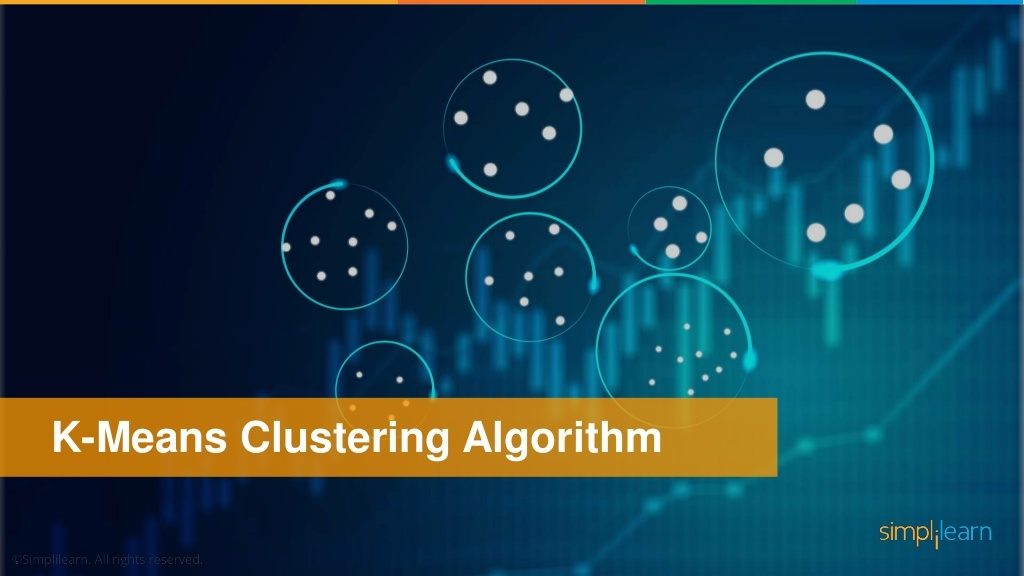 K-Means Clustering Algorithm
simplilearn
©Simplilearn. All rights reserved.